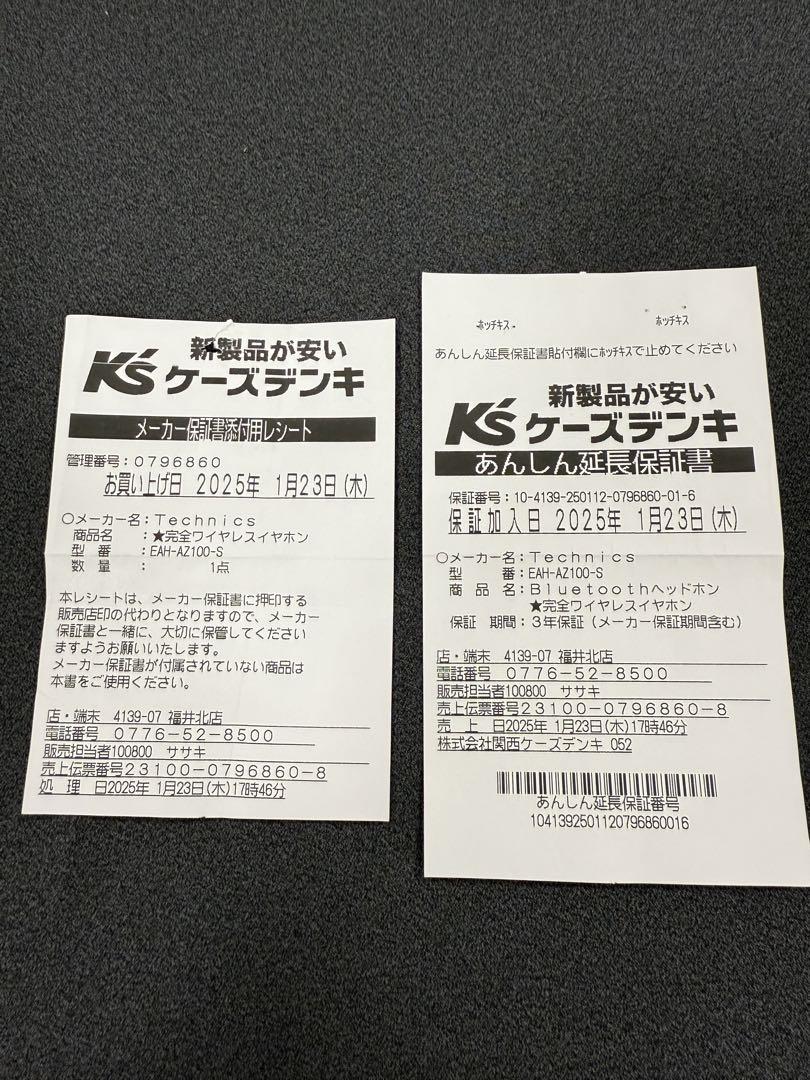 新製品が安い
K'sケーズデンキ
メーカー保証書添付用レシート
管理番号：0796860
お買い上げ日 2025年 1月23日(木)
○メーカー名：Technics
商品名 ：★完全ワイヤレスイヤホン
型 番 ：EAH-AZ100-S
数 量 ： 1点
本レシートは、メーカー保証書に押印する
販売店印の代わりとなりますので、メーカー
保証書と一緒に、大切に保管してください
ますようお願いいたします。
メーカー保証書が付属されていない商品は
本書をご使用ください。
店・端末 4139-07 福井北店
電話番号 0776-52-8500
販売担当者100800 ササキ
売上伝票番号23100-0796860-8
処 理 日2025年 1月23日(木)17時46分
ホッチキス
ホッチキス
あんしん延長保証書貼付欄にホッチキスで止めてください
新製品が安い
K'sケーズデンキ
あんしん延長保証書
保証番号：10-4139-250112-0796860-01-6
保証加入日 2025年 1月23日(木)
○メーカー名：Technics
型 番：EAH-AZ100-S
商 品 名：Bluetoothヘッドホン
★完全ワイヤレスイヤホン
保証 期間：3年保証（メーカー保証期間含む）
店・端末 4139-07 福井北店
電話番号 0776-52-8500
販売担当者100800 ササキ
売上伝票番号23100-0796860-8
売 上 日2025年 1月23日(木)17時46分
株式会社関西ケーズデンキ 052
あんしん延長保証番号
1041392501120796860016